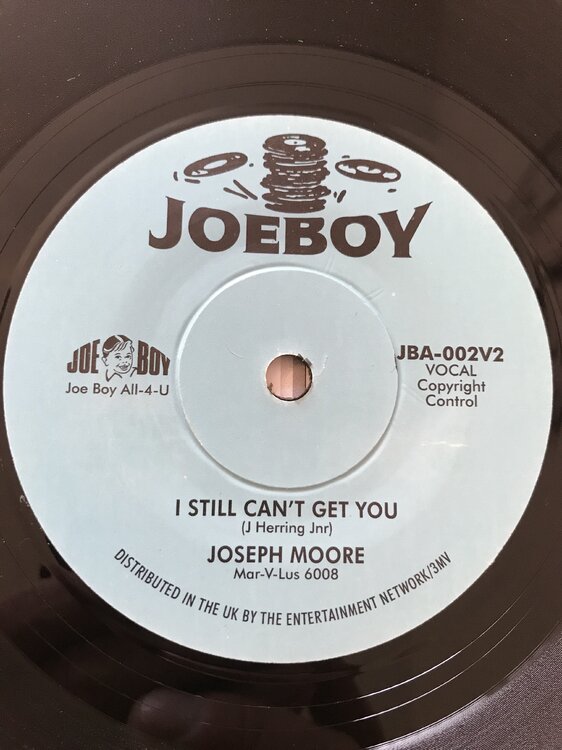 JOEBOY
JOE BOY
Joe Boy All-4-U
JBA-002V2
VOCAL
Copyright
Control
I STILL CAN'T GET YOU
(J Herring Jnr)
JOSEPH MOORE
Mar-V-Lus 6008
DISTRIBUTED IN THE UK BY THE ENTERTAINMENT NETWORK/3MV